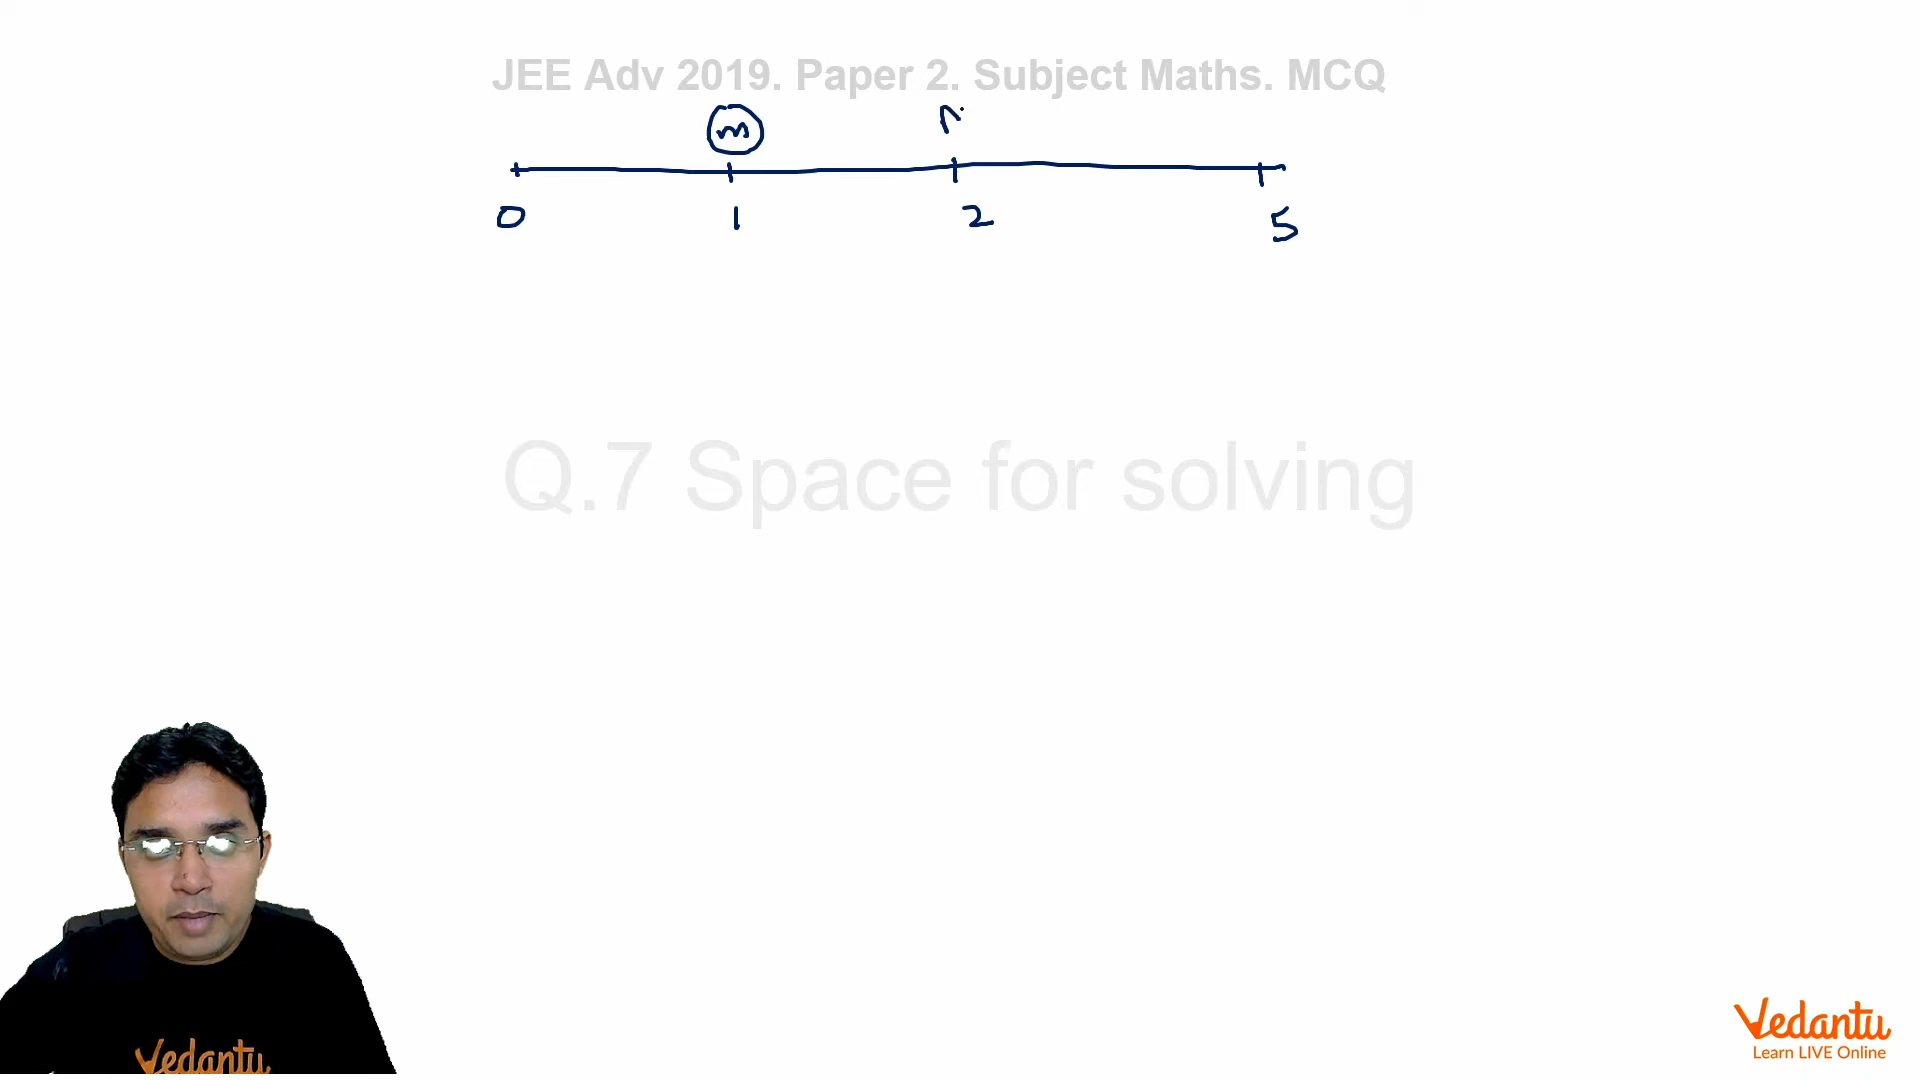 JEE Adv 2019. Paper 2. Subject Maths. MCQ
m
0 1 2 5
Q.7 Space for solving
Vedantu
Learn LIVE Online
Vedantu